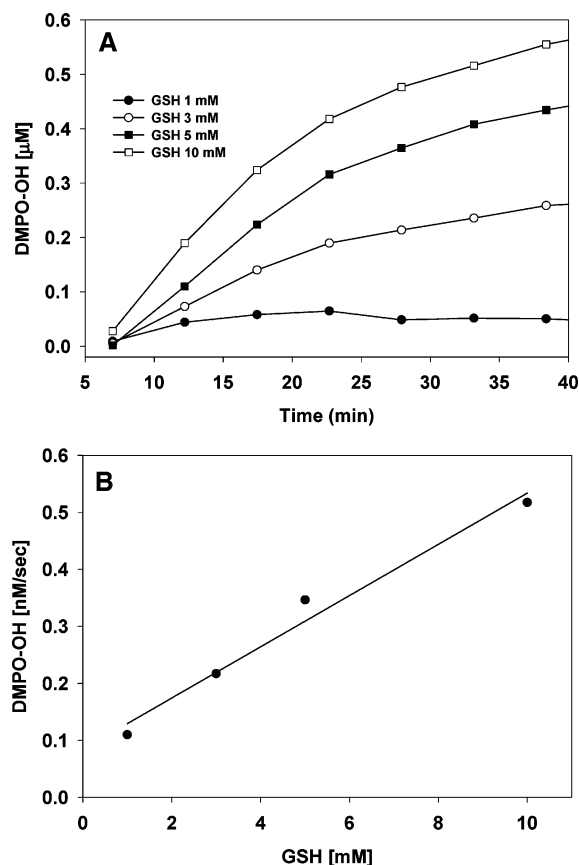 A
GSH 1 mM
GSH 3 mM
GSH 5 mM
GSH 10 mM
DMPO-OH [μM]
0.6
0.5
0.4
0.3
0.2
0.1
0.0
5 10 15 20 25 30 35 40
Time (min)
B
DMPO-OH [nM/sec]
0.6
0.5
0.4
0.3
0.2
0.1
0.0
0 2 4 6 8 10
GSH [mM]